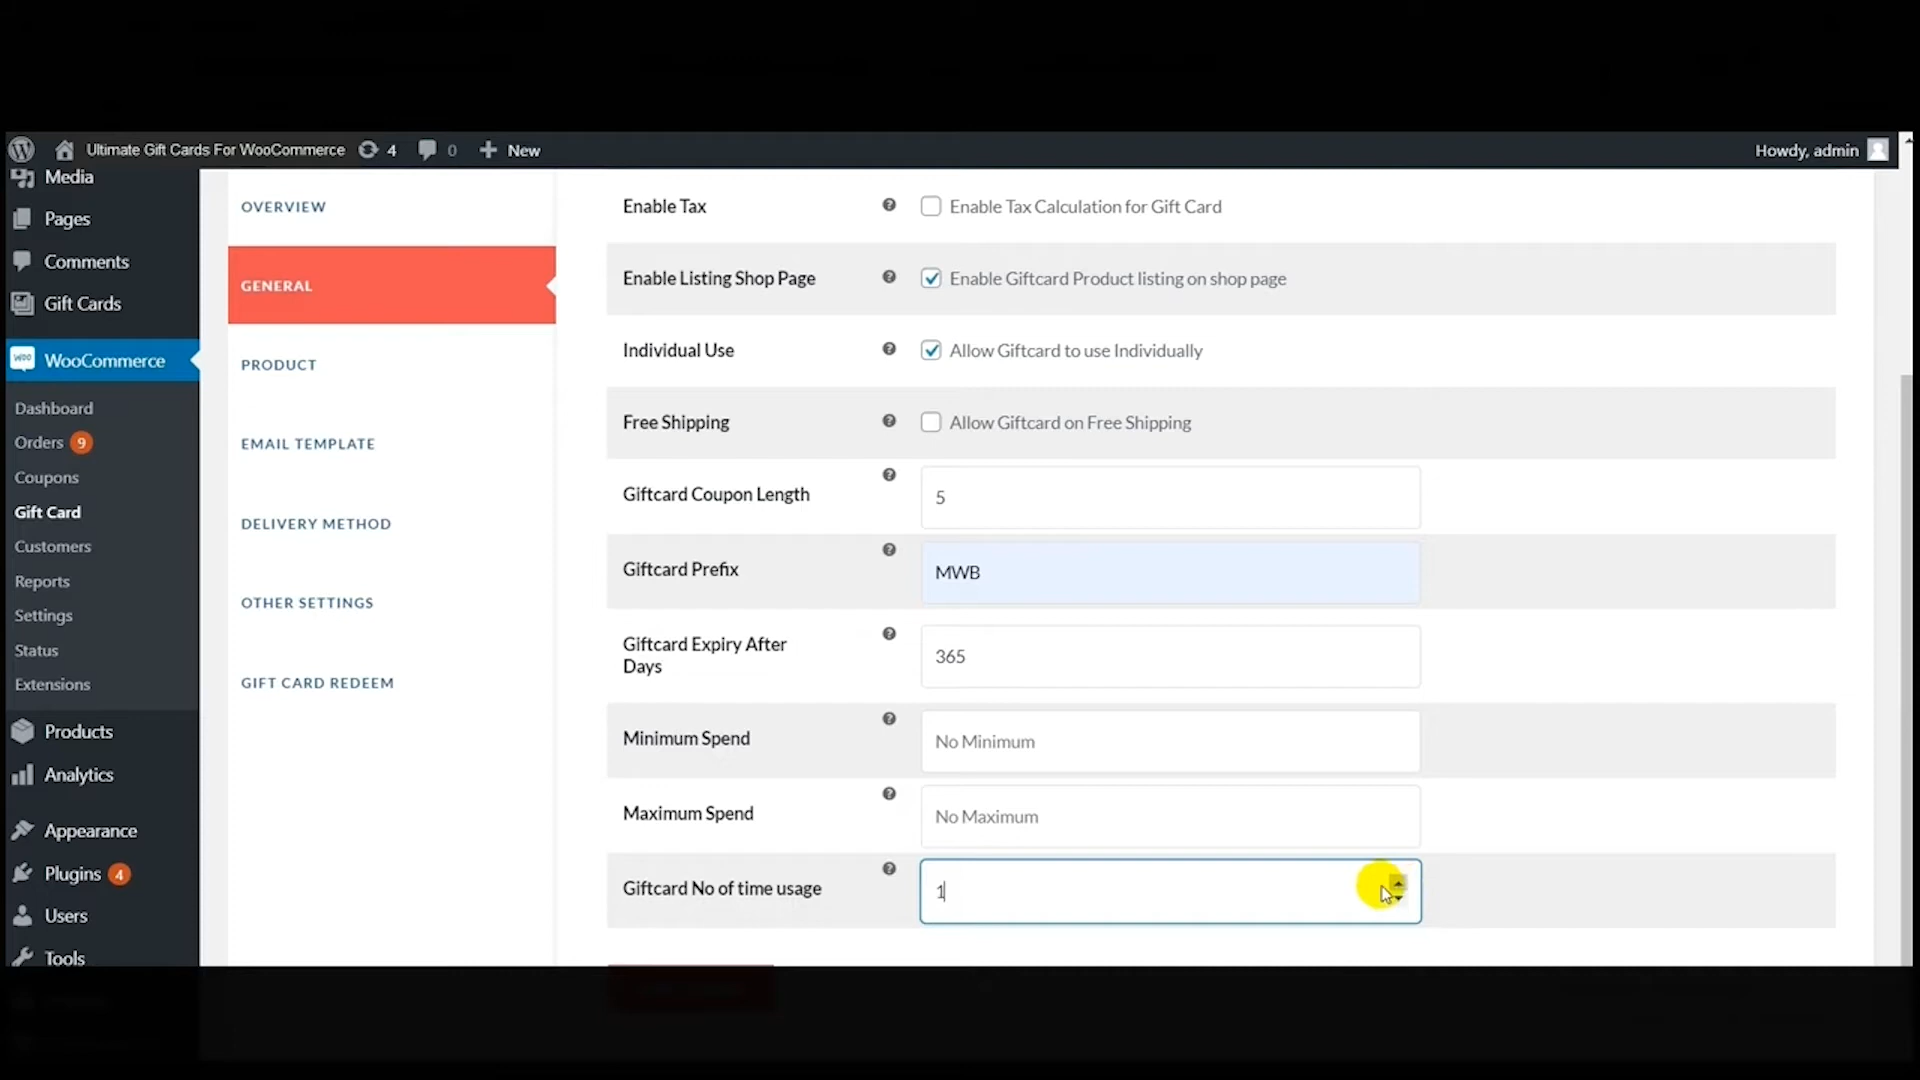 Ultimate Gift Cards For WooCommerce 4 0 New Howdy, admin
Media
Pages
Comments
Gift Cards
WooCommerce
Dashboard
Orders 9
Coupons
Gift Card
Customers
Reports
Settings
Status
Extensions
Products
Analytics
Appearance
Plugins 4
Users
Tools
OVERVIEW
GENERAL
PRODUCT
EMAIL TEMPLATE
DELIVERY METHOD
OTHER SETTINGS
GIFT CARD REDEEM
Enable Tax Enable Tax Calculation for Gift Card
Enable Listing Shop Page Enable Giftcard Product listing on shop page
Individual Use Allow Giftcard to use Individually
Free Shipping Allow Giftcard on Free Shipping
Giftcard Coupon Length 5
Giftcard Prefix MWB
Giftcard Expiry After
Days 365
Minimum Spend No Minimum
Maximum Spend No Maximum
Giftcard No of time usage 1